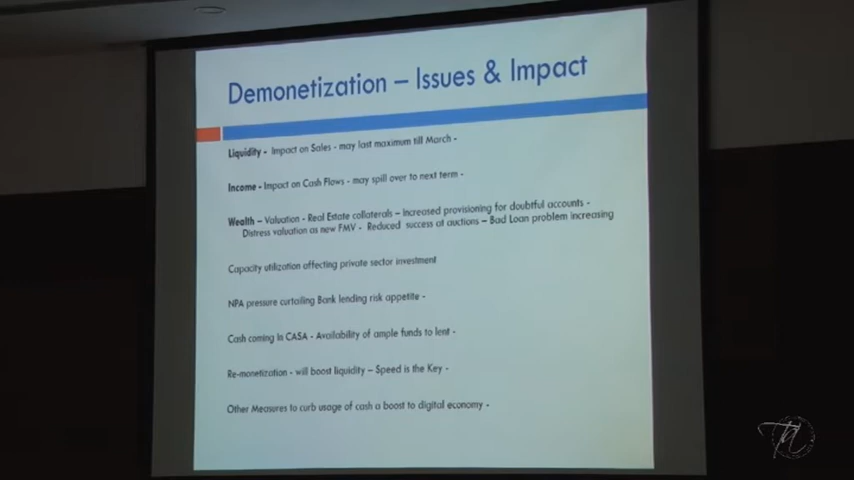 Demonetization – Issues & Impact
Liquidity - Impact on Sales - may last maximum till March -
Income - Impact on Cash Flows - may spill over to next term -
Wealth – Valuation - Real Estate collaterals – Increased provisioning for doubtful accounts -
Distress valuation as new FMV - Reduced success at auctions – Bad Loan problem increasing
Capacity utilization affecting private sector investment
NPA pressure curtailing Bank lending risk appetite -
Cash coming in CASA - Availability of ample funds to lent -
Re-monetization - will boost liquidity – Speed is the Key -
Other Measures to curb usage of cash a boost to digital economy -